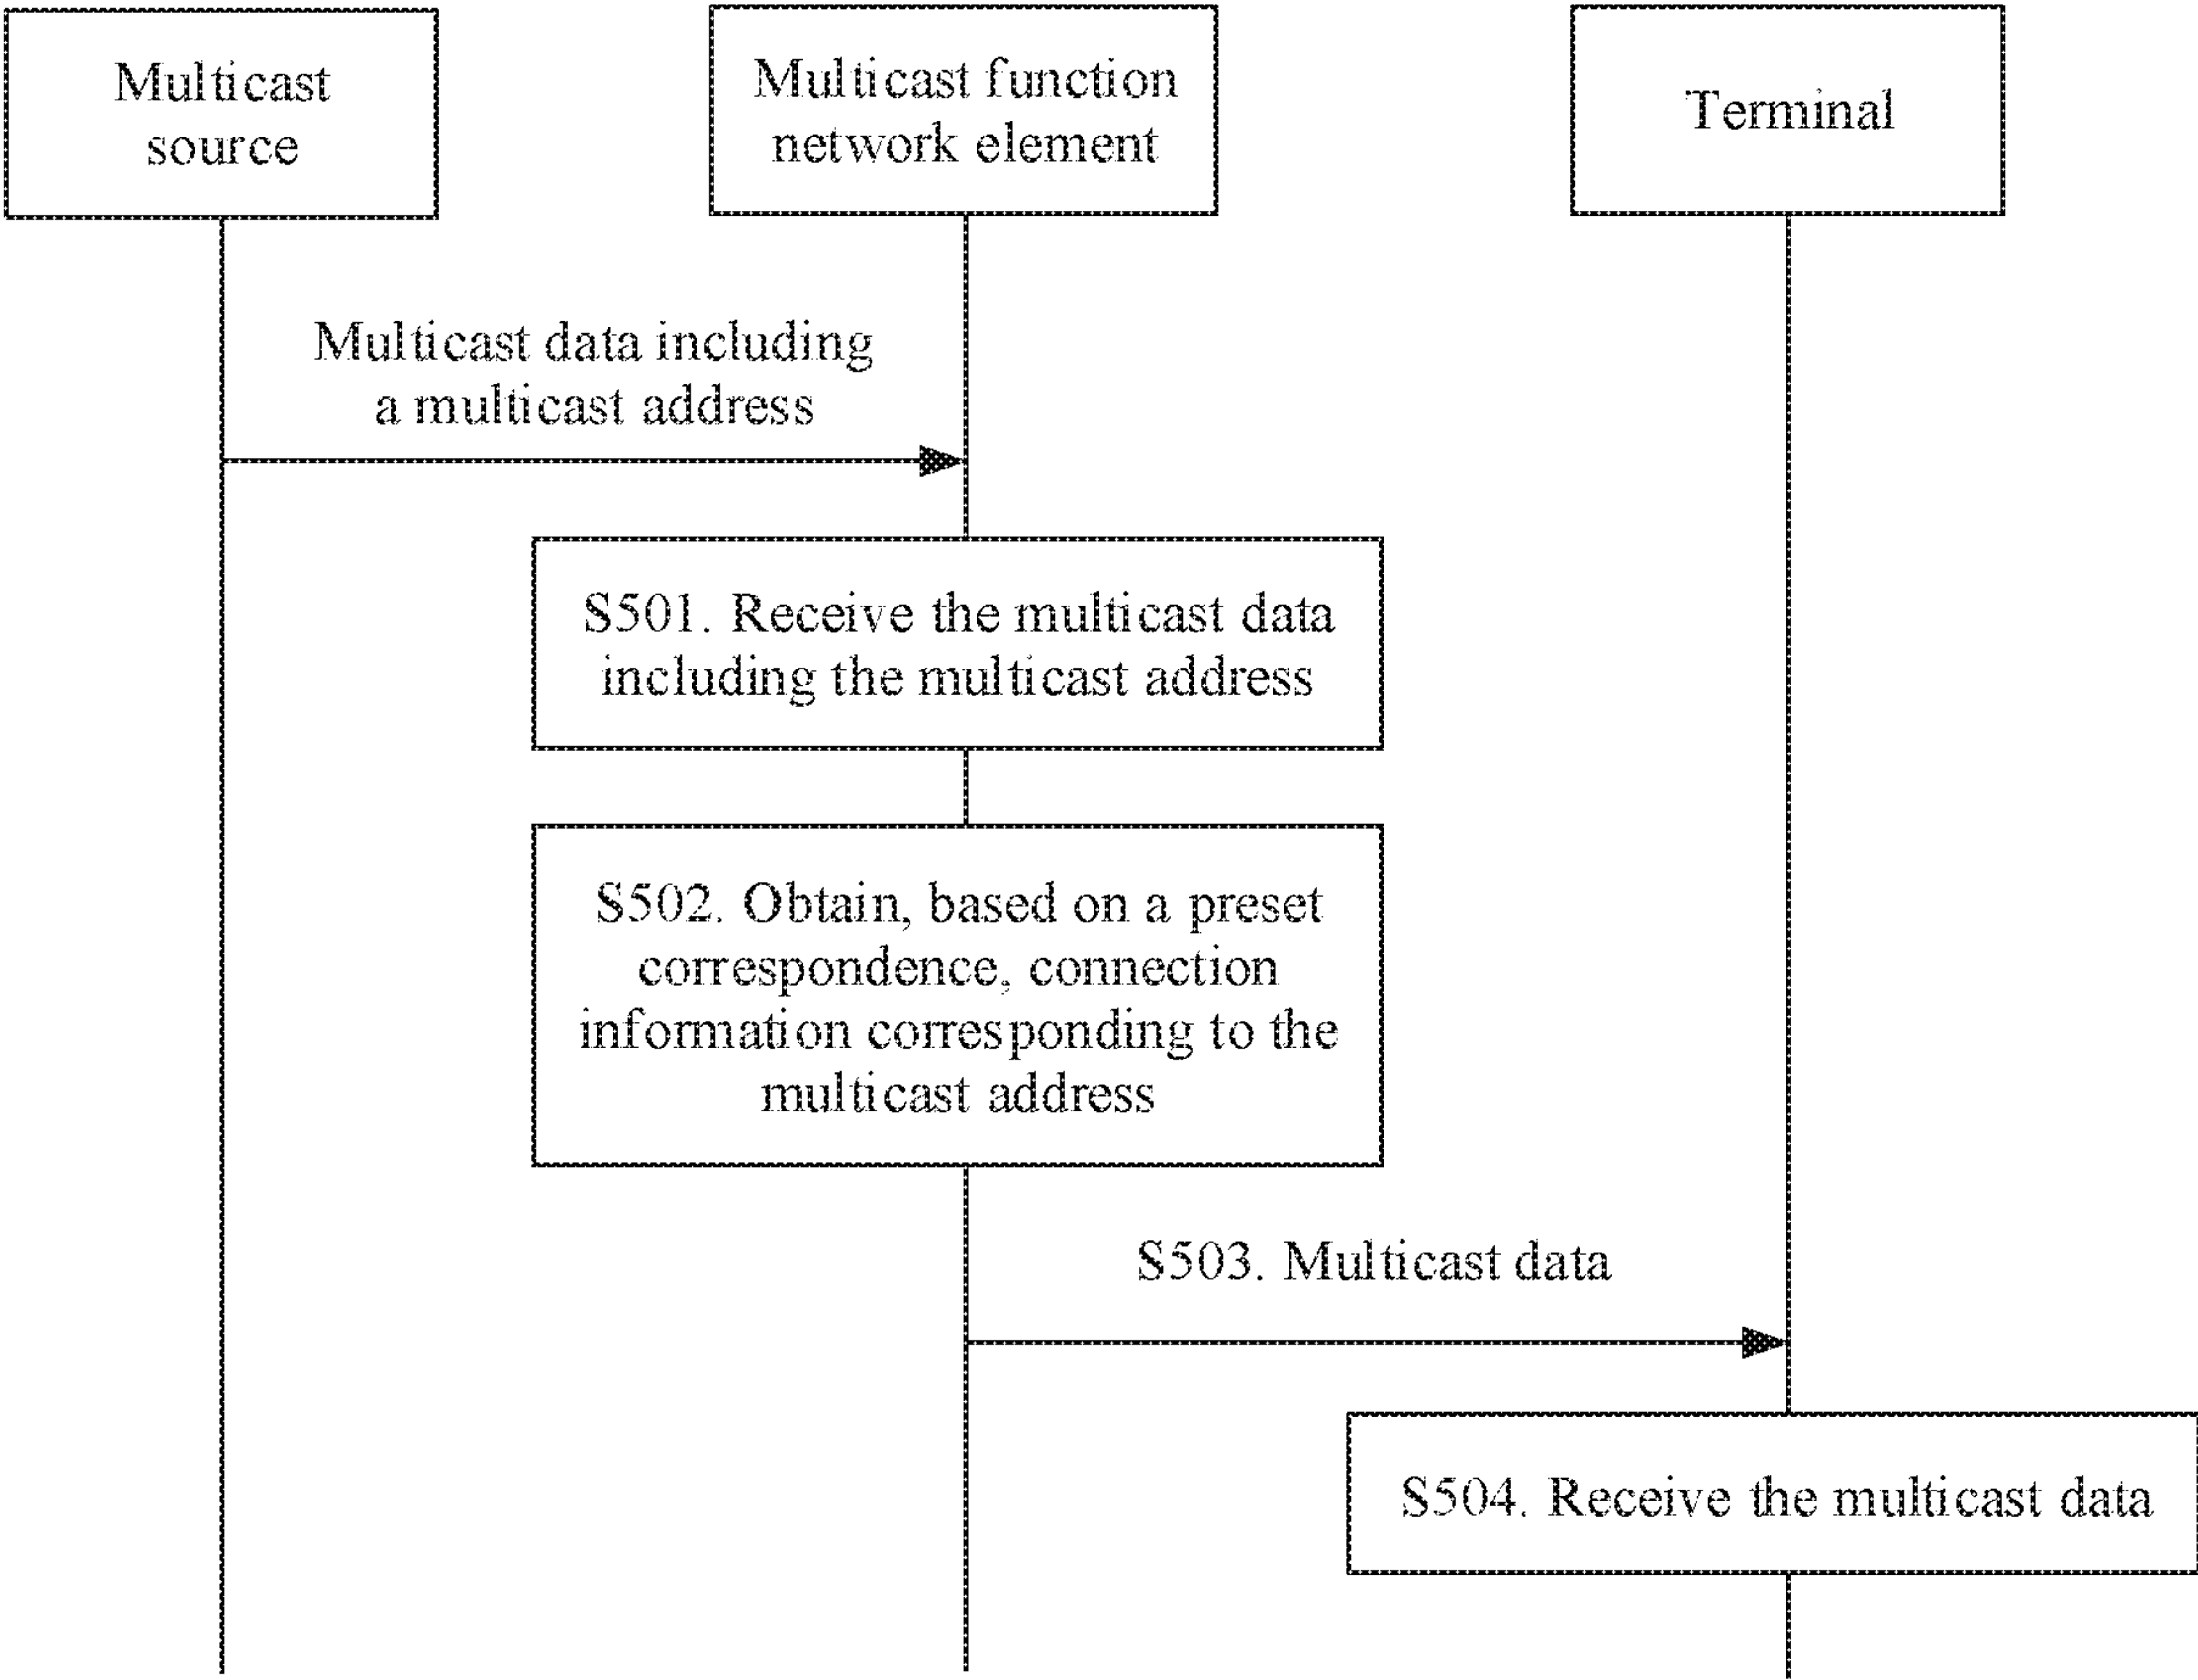 Multicast
source
Multicast function
network element
Terminal
Multicast data including
a multicast address
S501. Receive the multicast data
including the multicast address
S502. Obtain, based on a preset
correspondence, connection
information corresponding to the
multicast address
S503. Multicast data
S504. Receive the multicast data